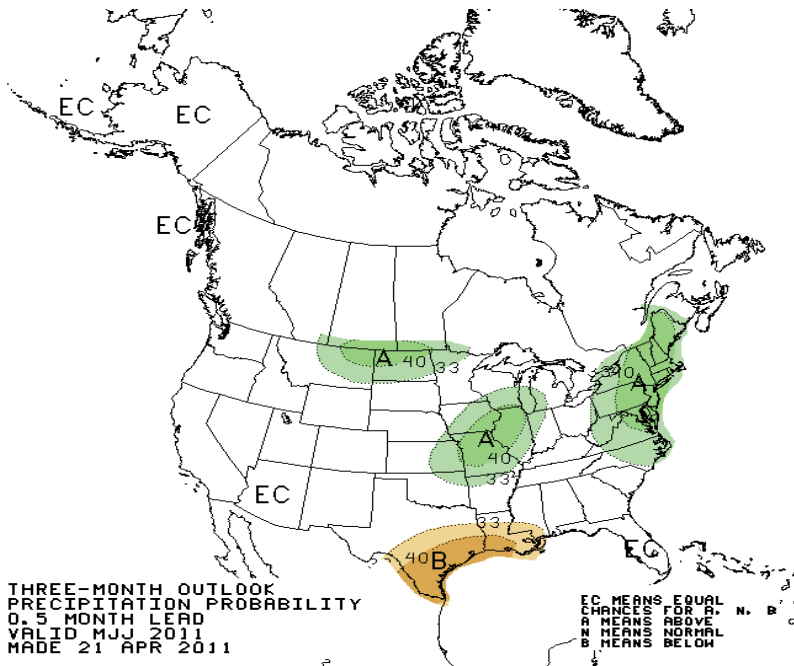 EC
EC
EC
A
40
33
33
40
A
A
40
33
EC
33
EC
40
B
THREE-MONTH OUTLOOK
PRECIPITATION PROBABILITY
0.5 MONTH LEAD
VALID MJJ 2011
MADE 21 APR 2011
EC MEANS EQUAL
CHANCES FOR A, N, B
A MEANS ABOVE
N MEANS NORMAL
B MEANS BELOW